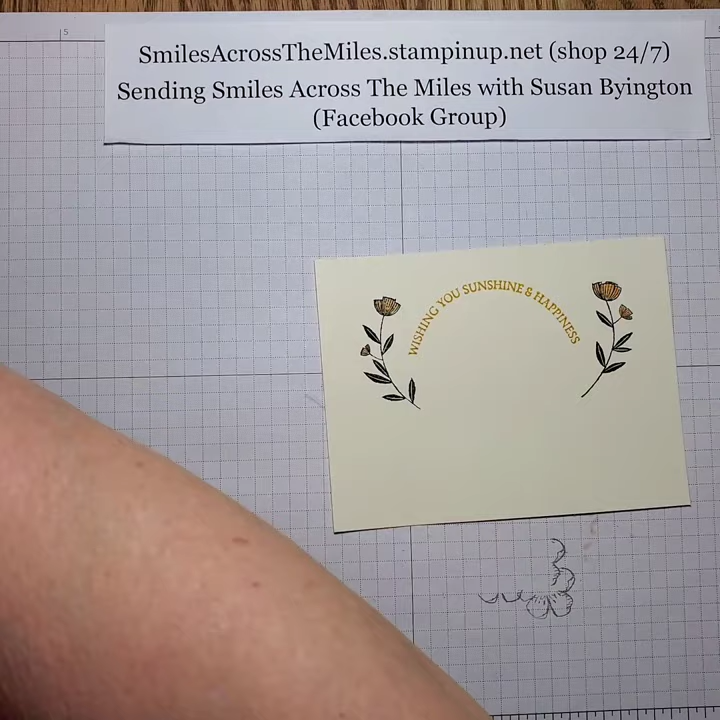 5
SmilesAcrossTheMiles.stampinup.net (shop 24/7)
Sending Smiles Across The Miles with Susan Byington
(Facebook Group)
WISHING YOU SUNSHINE & HAPPINESS